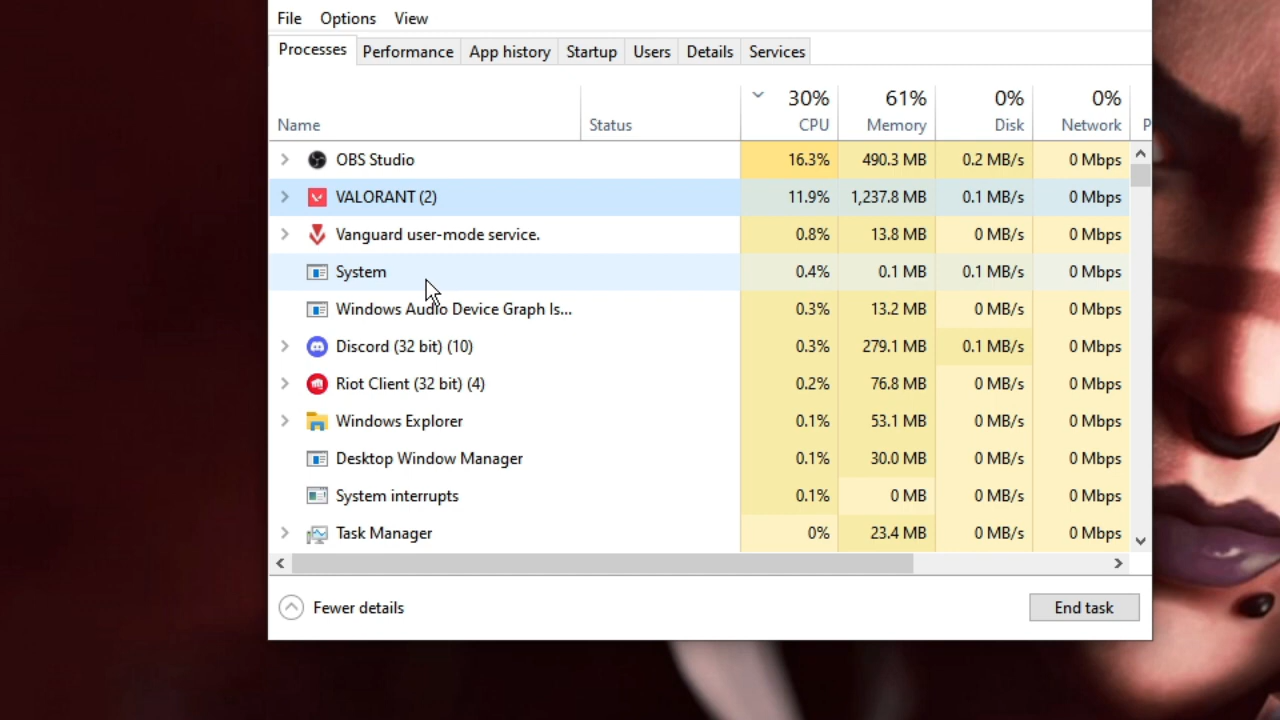 File Options View
Processes Performance App history Startup Users Details Services
30% 61% 0% 0%
Name Status CPU Memory Disk Network P
OBS Studio 16.3% 490.3 MB 0.2 MB/s 0 Mbps
VALORANT (2) 11.9% 1,237.8 MB 0.1 MB/s 0 Mbps
Vanguard user-mode service. 0.8% 13.8 MB 0 MB/s 0 Mbps
System 0.4% 0.1 MB 0.1 MB/s 0 Mbps
Windows Audio Device Graph Is... 0.3% 13.2 MB 0 MB/s 0 Mbps
Discord (32 bit) (10) 0.3% 279.1 MB 0.1 MB/s 0 Mbps
Riot Client (32 bit) (4) 0.2% 76.8 MB 0 MB/s 0 Mbps
Windows Explorer 0.1% 53.1 MB 0 MB/s 0 Mbps
Desktop Window Manager 0.1% 30.0 MB 0 MB/s 0 Mbps
System interrupts 0.1% 0 MB 0 MB/s 0 Mbps
Task Manager 0% 23.4 MB 0 MB/s 0 Mbps
Fewer details End task